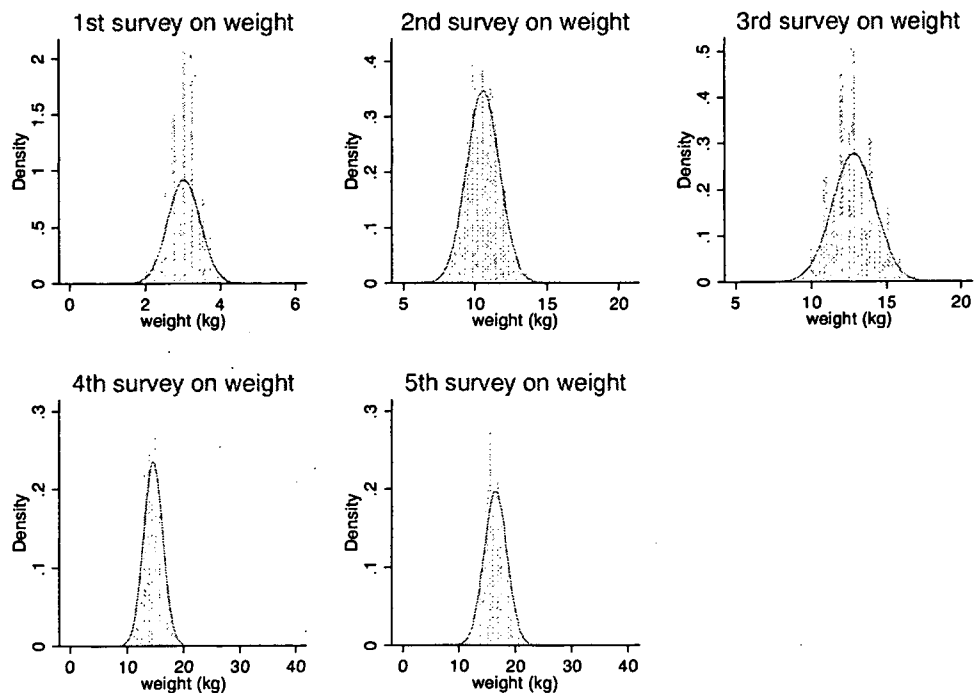 1st survey on weight
Density
0 .5 1 1.5 2
0 2 4 6
weight (kg)
2nd survey on weight
Density
0 .1 .2 .3 .4
5 10 15 20
weight (kg)
3rd survey on weight
Density
0 .1 .2 .3 .4 .5
5 10 15 20
weight (kg)
4th survey on weight
Density
0 .1 .2 .3
0 10 20 30 40
weight (kg)
5th survey on weight
Density
0 .1 .2 .3
0 10 20 30 40
weight (kg)